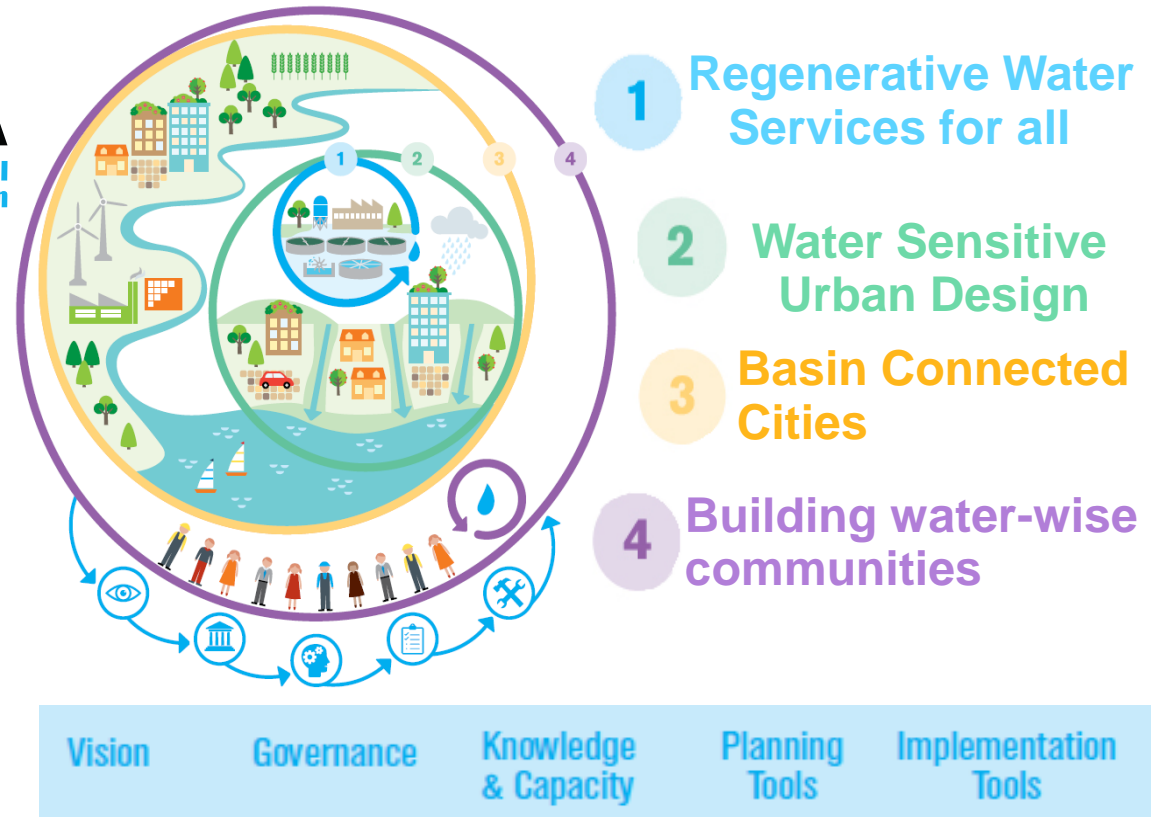 1
Regenerative Water
Services for all
2
Water Sensitive
Urban Design
3
Basin Connected
Cities
4
Building water-wise
communities
1 2 3 4
Vision
Governance
Knowledge
& Capacity
Planning
Tools
Implementation
Tools